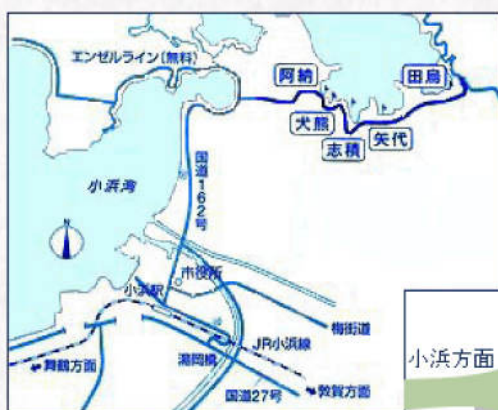 エンゼルライン(無料)
阿納
田烏
犬熊
志積
矢代
国道162号
小浜湾
N
市役所
小浜駅
梅街道
JR小浜線
湯岡橋
舞鶴方面
国道27号
敦賀方面
小浜方面